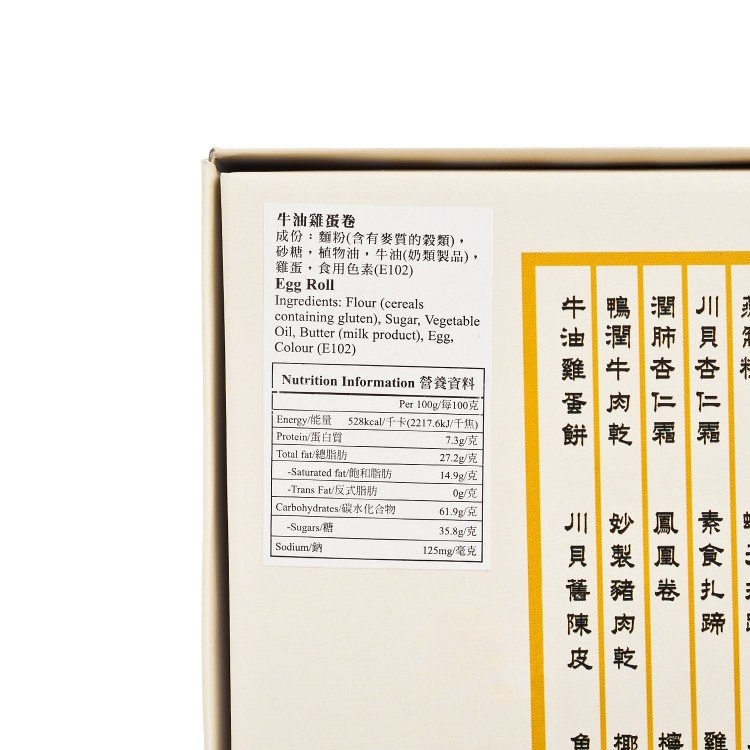 牛油雞蛋卷
成份：麵粉(含有麥質的穀類)，
砂糖，植物油，牛油(奶類製品)，
雞蛋，食用色素(E102)
Egg Roll
Ingredients: Flour (cereals
containing gluten), Sugar, Vegetable
Oil, Butter (milk product), Egg,
Colour (E102)
Nutrition Information 營養資料
Per 100g/每100克
Energy/能量 528kcal/千卡(2217.6kJ/千焦)
Protein/蛋白質 7.3g/克
Total fat/總脂肪 27.2g/克
-Saturated fat/飽和脂肪 14.9g/克
-Trans Fat/反式脂肪 0g/克
Carbohydrates/碳水化合物 61.9g/克
-Sugars/糖 35.8g/克
Sodium/鈉 125mg/毫克
川貝杏仁霜
素食扎蹄
雞
潤肺杏仁霜
鳳凰卷
鴨潤牛肉乾
妙製豬肉乾
椰
牛油雞蛋餅
川貝舊陳皮